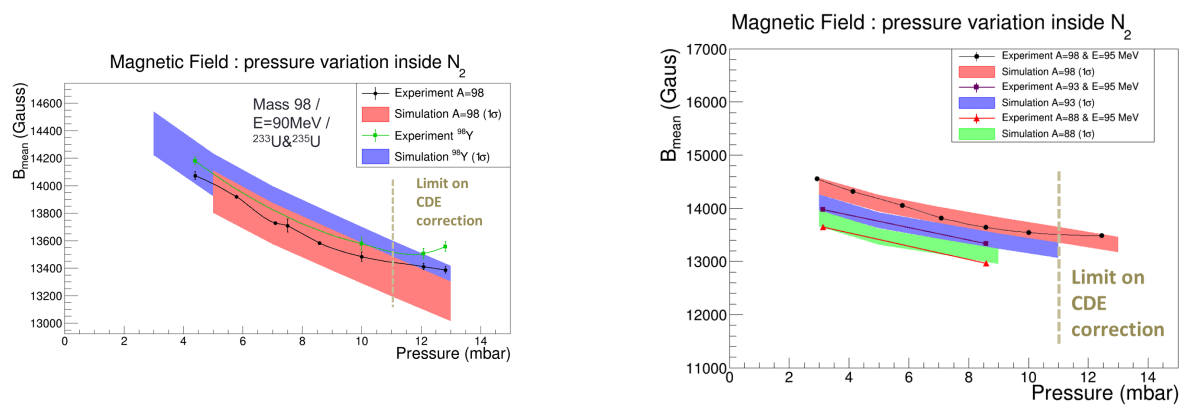 Magnetic Field : pressure variation inside N2
Bmean (Gauss)
14600
14400
14200
14000
13800
13600
13400
13200
13000
0 2 4 6 8 10 12 14
Pressure (mbar)
Mass 98 /
E=90MeV /
233U&235U
Experiment A=98
Simulation A=98 (1σ)
Experiment 98Y
Simulation 98Y (1σ)
Limit on
CDE
correction
Magnetic Field : pressure variation inside N2
Bmean (Gaus)
17000
16000
15000
14000
13000
12000
11000
0 2 4 6 8 10 12 14
Pressure (mbar)
Experiment A=98 & E=95 MeV
Simulation A=98 (1σ)
Experiment A=93 & E=95 MeV
Simulation A=93 (1σ)
Experiment A=88 & E=95 MeV
Simulation A=88 (1σ)
Limit on
CDE
correction